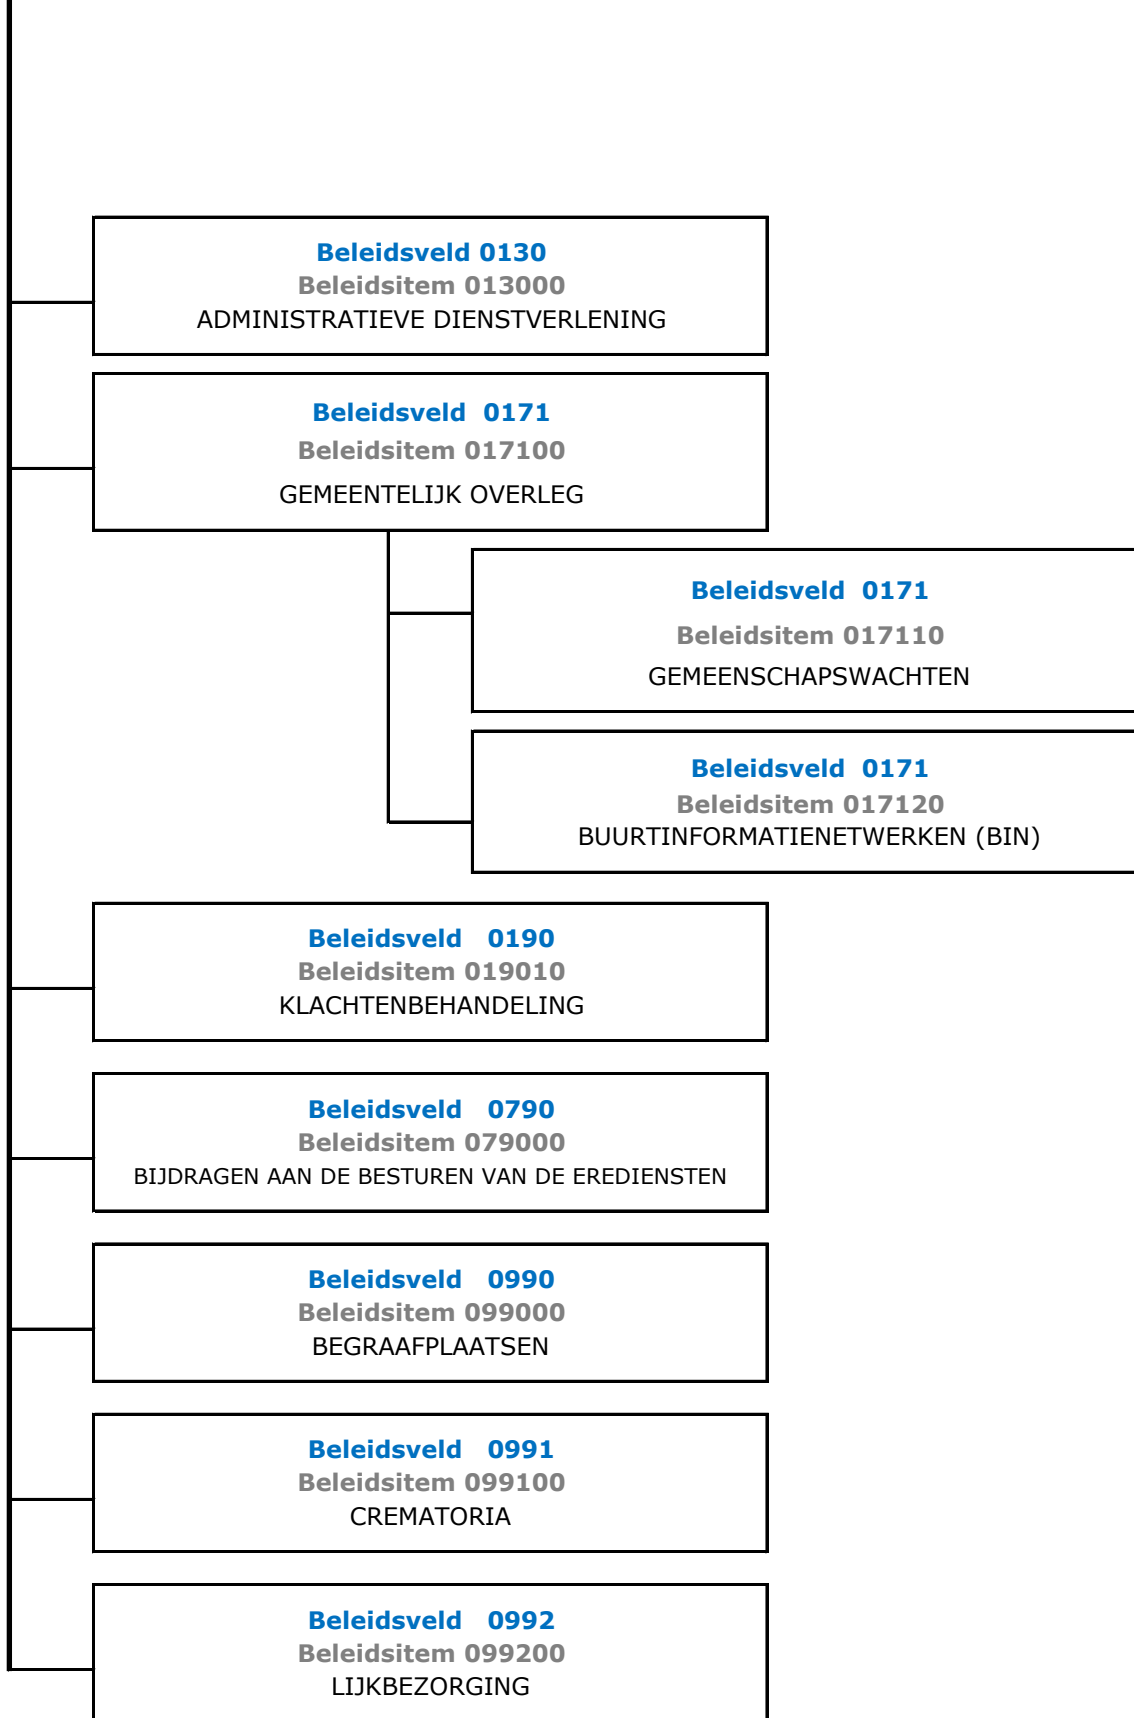 Beleidsveld 0130
Beleidsitem 013000
ADMINISTRATIEVE DIENSTVERLENING
Beleidsveld 0171
Beleidsitem 017100
GEMEENTELIJK OVERLEG
Beleidsveld 0171
Beleidsitem 017110
GEMEENSCHAPSWACHTEN
Beleidsveld 0171
Beleidsitem 017120
BUURTINFORMATIENETWERKEN (BIN)
Beleidsveld 0190
Beleidsitem 019010
KLACHTENBEHANDELING
Beleidsveld 0790
Beleidsitem 079000
BIJDRAGEN AAN DE BESTUREN VAN DE EREDIENSTEN
Beleidsveld 0990
Beleidsitem 099000
BEGRAAFPLAATSEN
Beleidsveld 0991
Beleidsitem 099100
CREMATORIA
Beleidsveld 0992
Beleidsitem 099200
LIJKBEZORGING